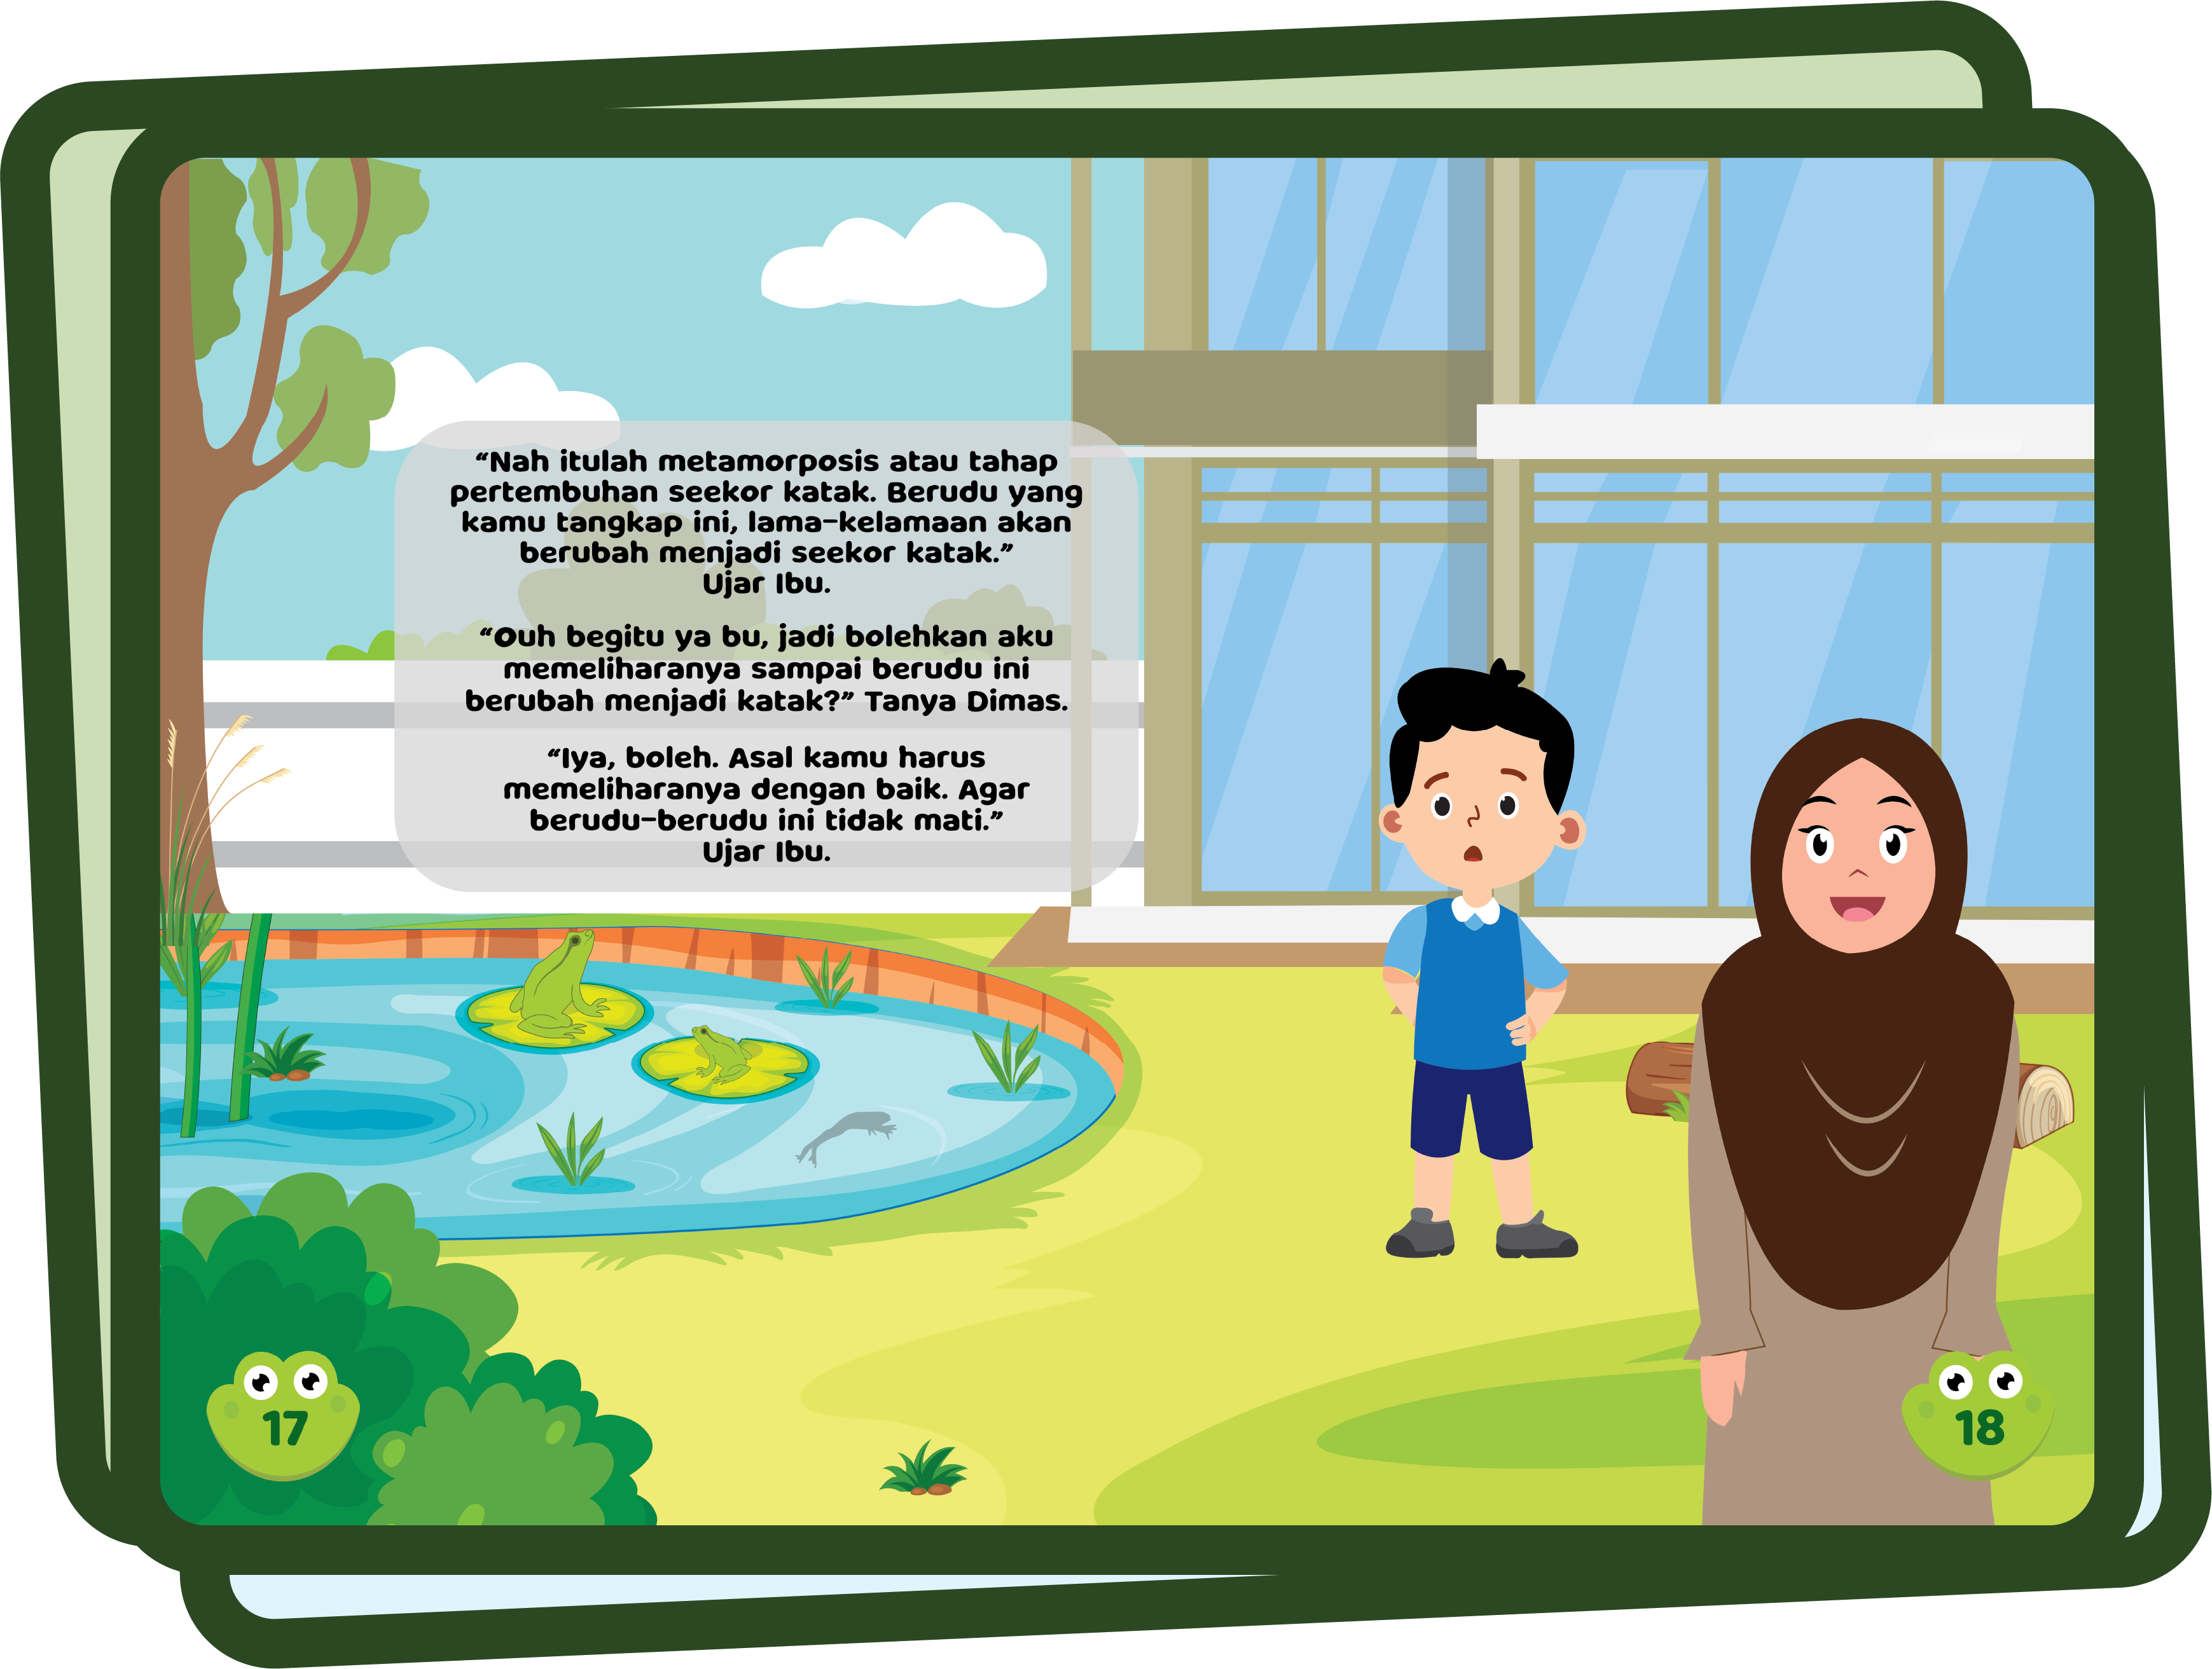 “Nah itulah metamorposis atau tahap
pertembuhan seekor katak. Berudu yang
kamu tangkap ini, lama-kelamaan akan
berubah menjadi seekor katak.”
Ujar Ibu.
“Ouh begitu ya bu, jadi bolehkan aku
memeliharanya sampai berudu ini
berubah menjadi katak?” Tanya Dimas.
“Iya, boleh. Asal kamu harus
memeliharanya dengan baik. Agar
berudu-berudu ini tidak mati.”
Ujar Ibu.
17
18